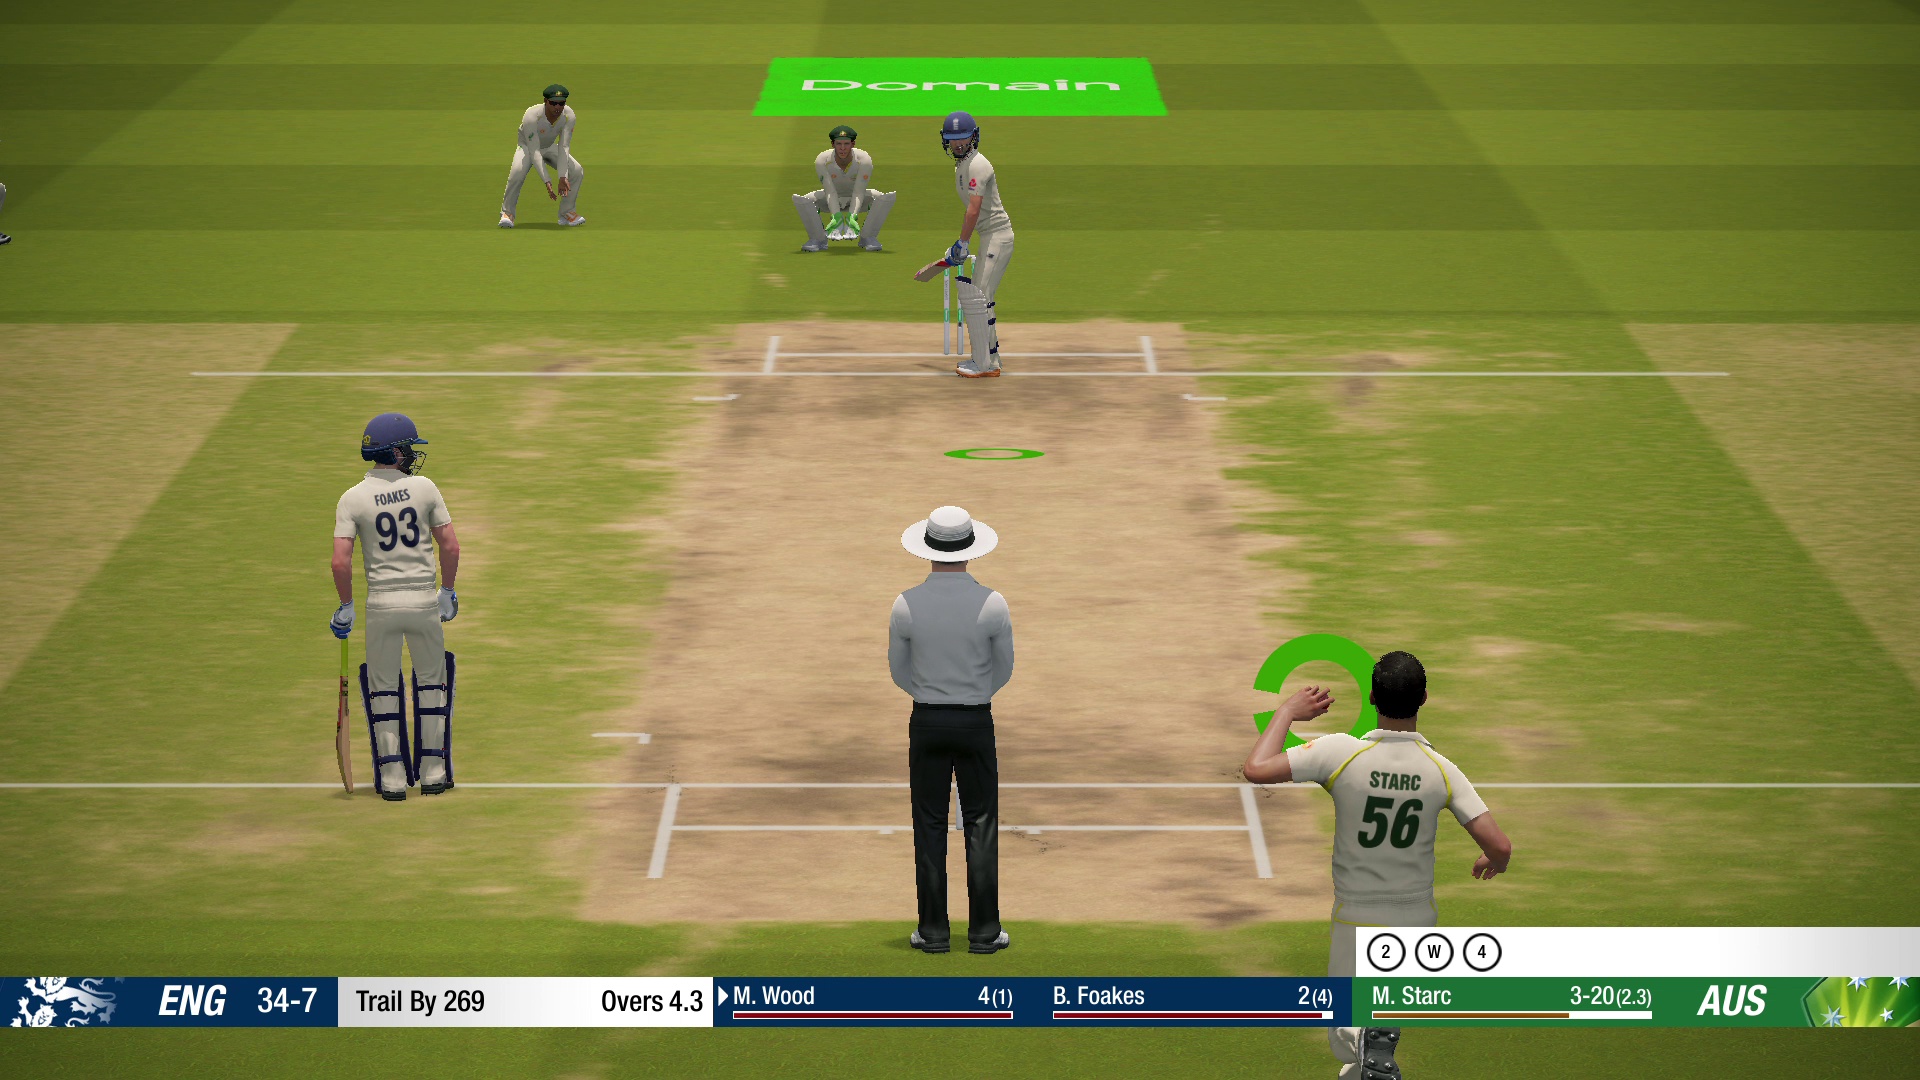 Domain
FOAKES
93
STARC
56
2 W 4
ENG 34-7 Trail By 269 Overs 4.3 M. Wood 4(1) B. Foakes 2(4) M. Starc 3-20(2.3) AUS